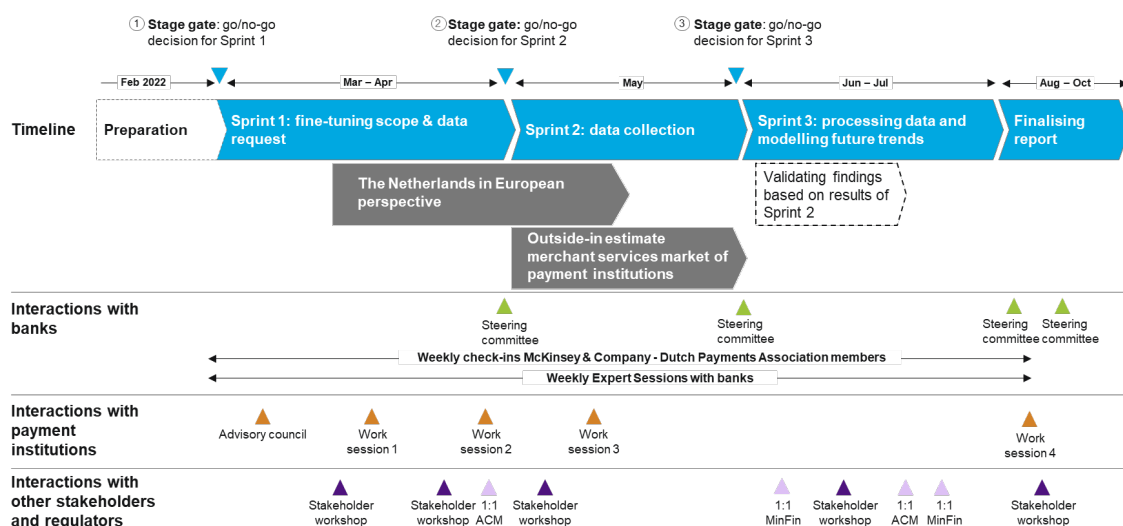 1 Stage gate: go/no-go
decision for Sprint 1
2 Stage gate: go/no-go
decision for Sprint 2
3 Stage gate: go/no-go
decision for Sprint 3
Feb 2022
Mar – Apr
May
Jun – Jul
Aug – Oct
Timeline
Preparation
Sprint 1: fine-tuning scope & data
request
Sprint 2: data collection
Sprint 3: processing data and
modelling future trends
Finalising
report
The Netherlands in European
perspective
Validating findings
based on results of
Sprint 2
Outside-in estimate
merchant services market of
payment institutions
Interactions with
banks
Steering
committee
Steering
committee
Steering
committee
Steering
committee
Weekly check-ins McKinsey & Company - Dutch Payments Association members
Weekly Expert Sessions with banks
Interactions with
payment
institutions
Advisory council
Work
session 1
Work
session 2
Work
session 3
Work
session 4
Interactions with
other stakeholders
and regulators
Stakeholder
workshop
Stakeholder
workshop
1:1
ACM
Stakeholder
workshop
1:1
MinFin
Stakeholder
workshop
1:1
ACM
1:1
MinFin
Stakeholder
workshop